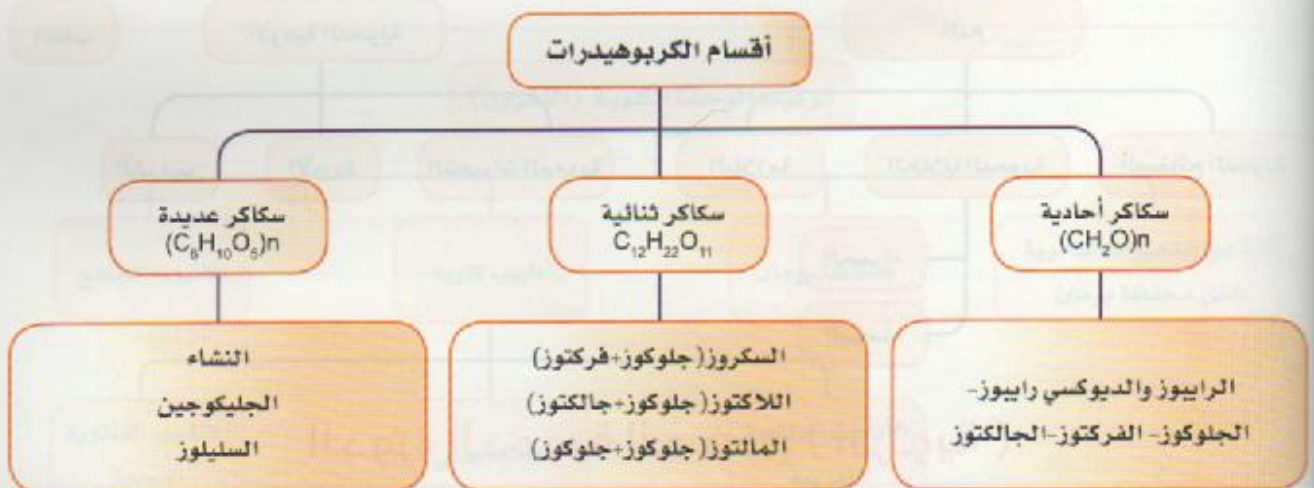 أقسام الكربوهيدرات
سكاكر أحادية
(CH₂O)n
سكاكر ثنائية
C₁₂H₂₂O₁₁
سكاكر عديدة
(C₆H₁₀O₅)n
الرايبوز والديوكسي رايبوز-
الجلوكوز- الفركتوز-الجالكتوز
السكروز(جلوكوز+فركتوز)
اللاكتوز(جلوكوز+جالكتوز)
المالتوز(جلوكوز+جلوكوز)
النشاء
الجليكوجين
السليلوز